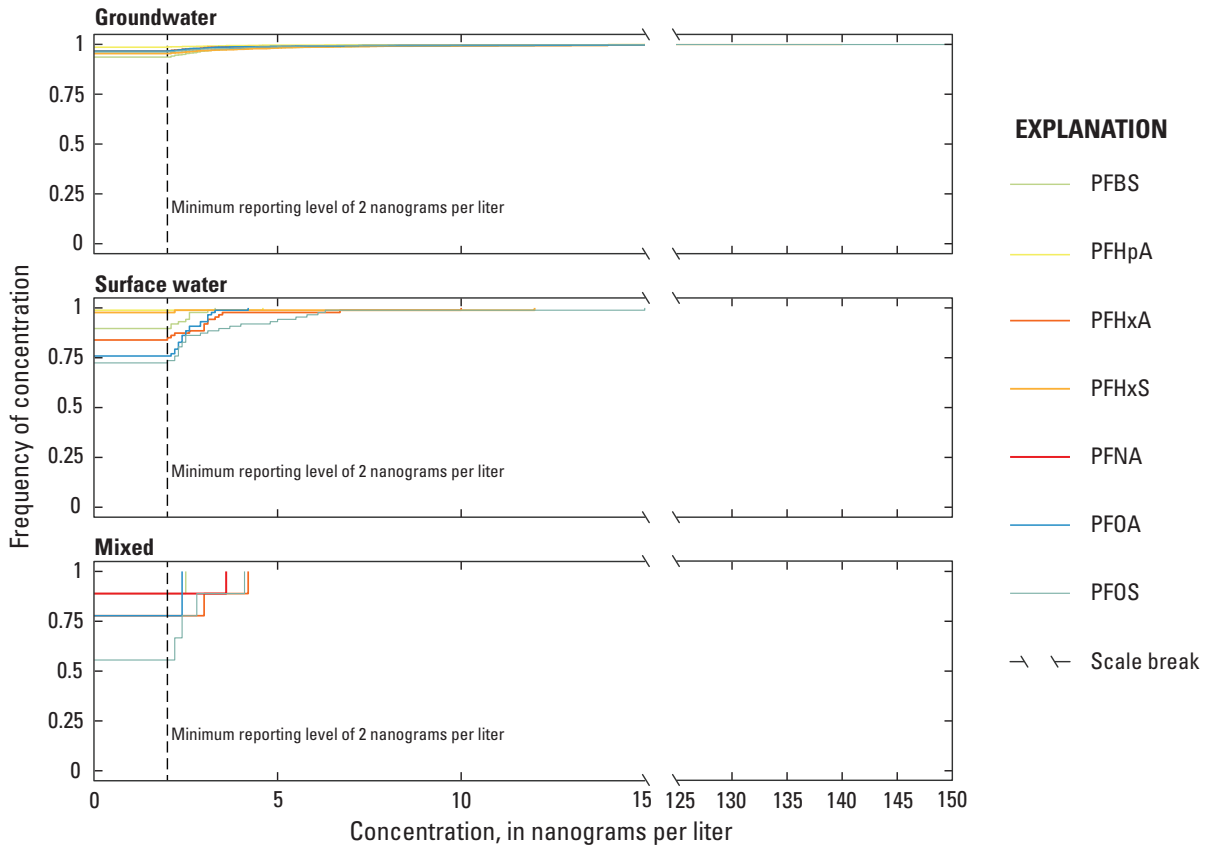 Groundwater
1
0.75
0.5
0.25
0
Minimum reporting level of 2 nanograms per liter
Surface water
1
0.75
0.5
0.25
0
Minimum reporting level of 2 nanograms per liter
Mixed
1
0.75
0.5
0.25
0
Minimum reporting level of 2 nanograms per liter
0 5 10 15 125 130 135 140 145 150
Concentration, in nanograms per liter
Frequency of concentration
EXPLANATION
PFBS
PFHpA
PFHxA
PFHxS
PFNA
PFOA
PFOS
Scale break